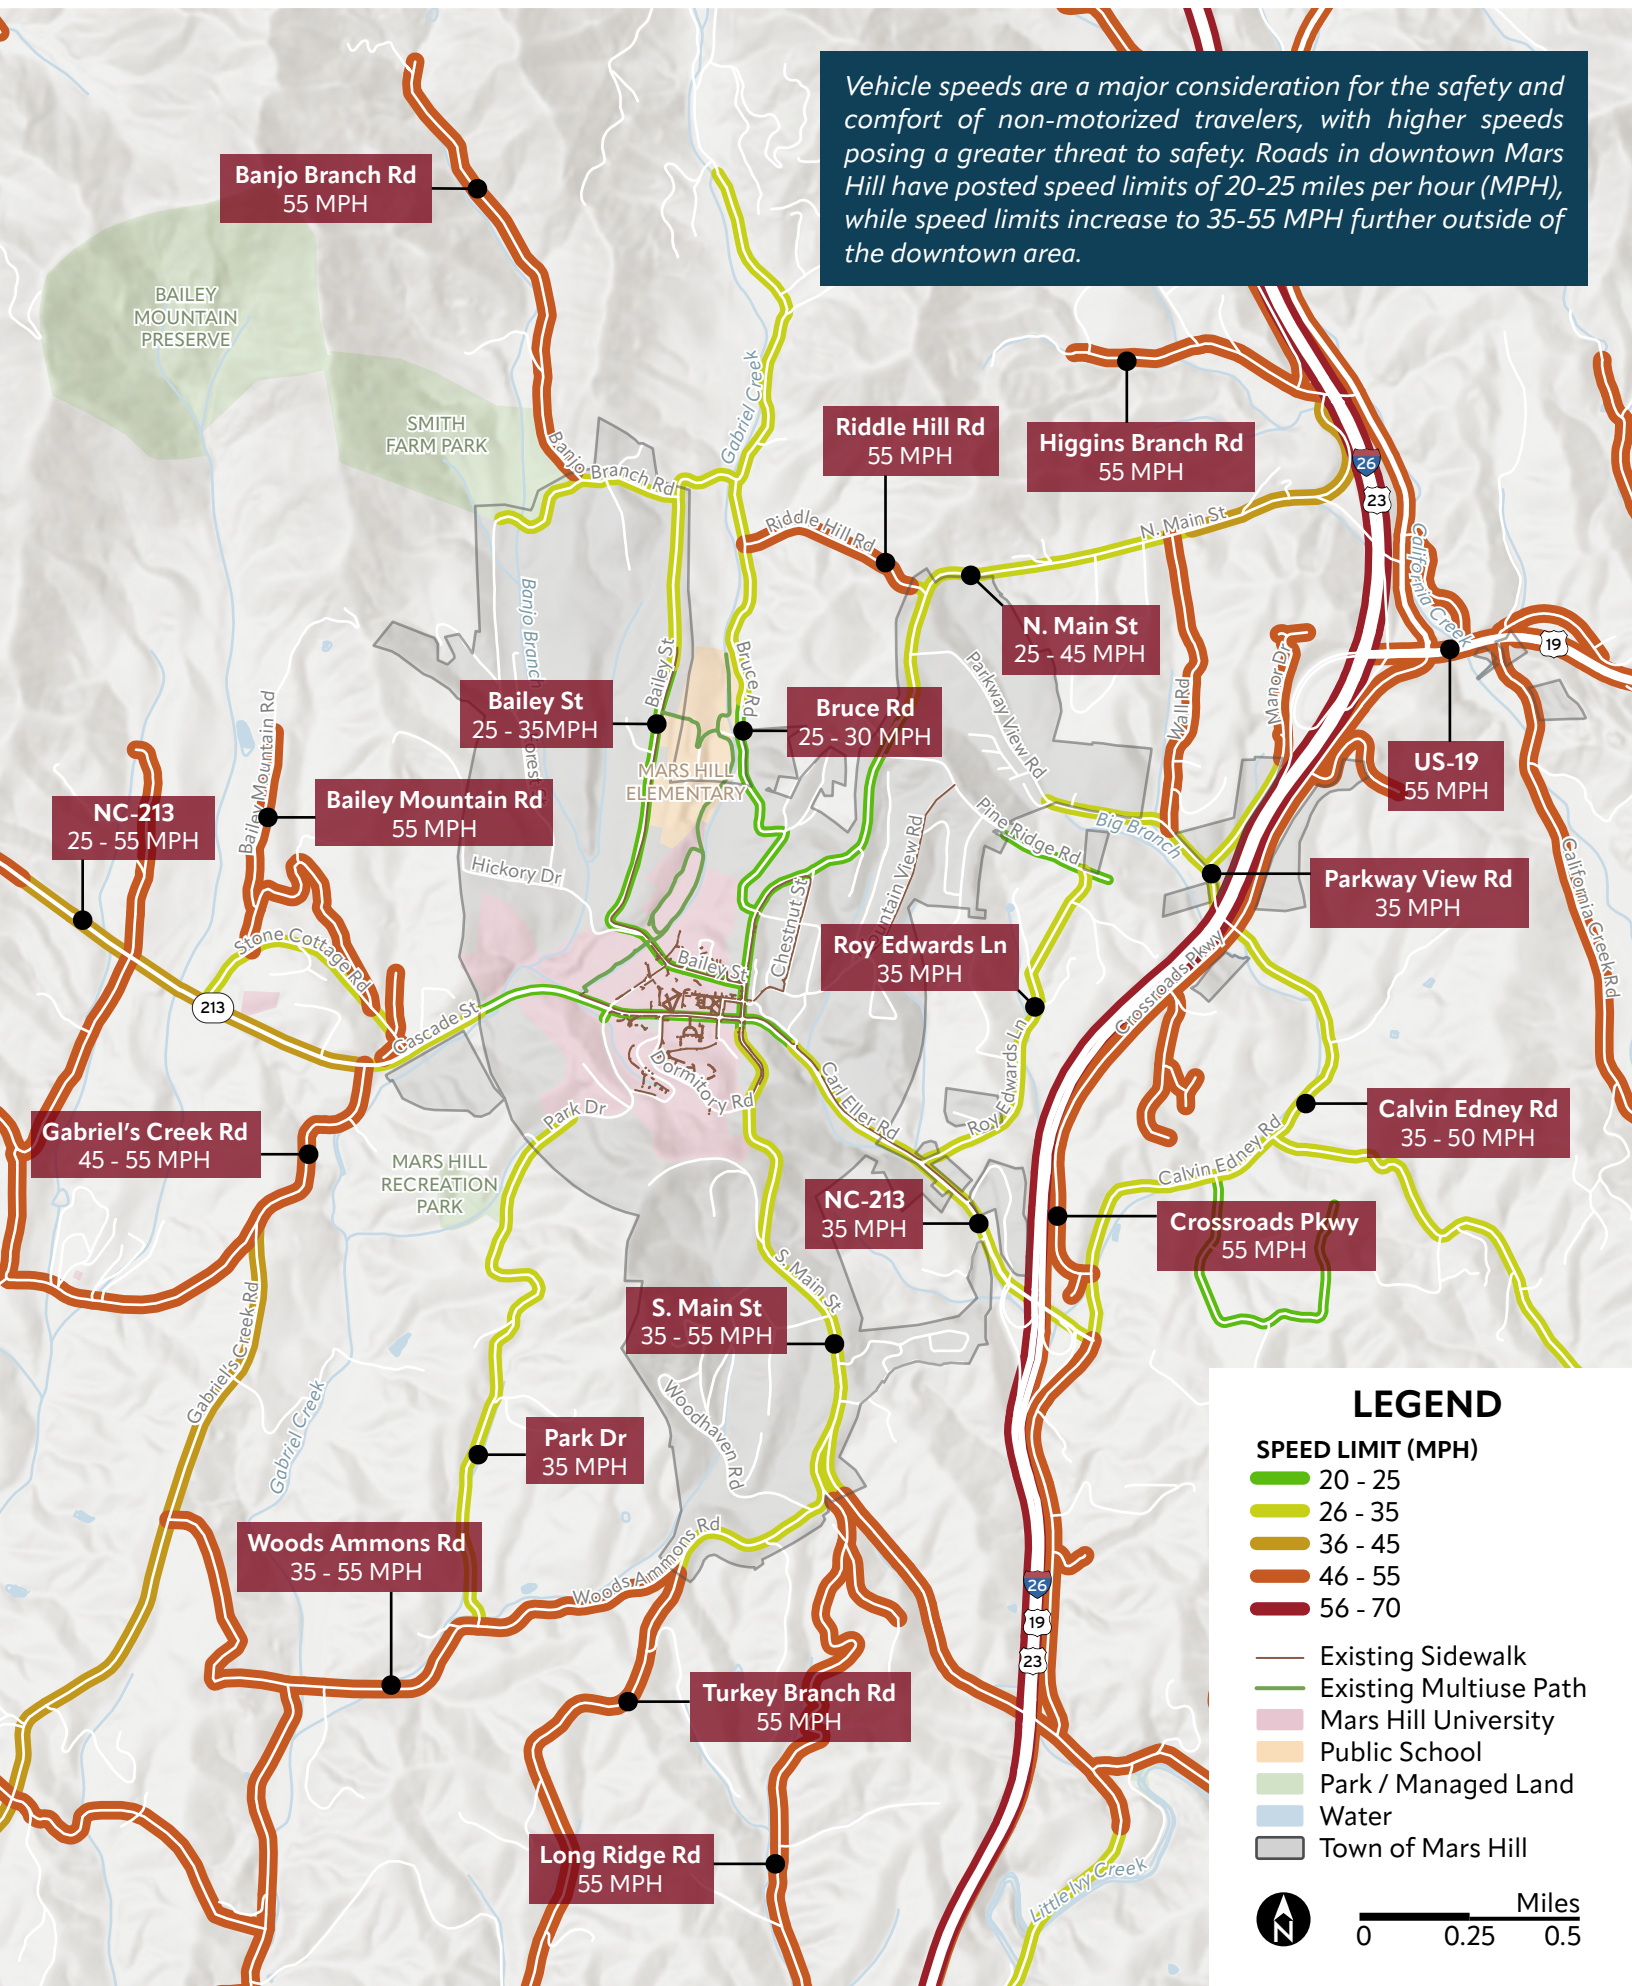 Vehicle speeds are a major consideration for the safety and
comfort of non-motorized travelers, with higher speeds
posing a greater threat to safety. Roads in downtown Mars
Hill have posted speed limits of 20-25 miles per hour (MPH),
while speed limits increase to 35-55 MPH further outside of
the downtown area.
Banjo Branch Rd
55 MPH
BAILEY
MOUNTAIN
PRESERVE
SMITH
FARM PARK
Gabriel Creek
Riddle Hill Rd
55 MPH
Higgins Branch Rd
55 MPH
26
23
Banjo Branch Rd
Riddle Hill Rd
N. Main St
California Creek
Banjo Branch
N. Main St
25 - 45 MPH
19
Bailey St
Bruce Rd
Parkway View Rd
Wall Rd
Manor Dr
Bailey St
25 - 35MPH
Bruce Rd
25 - 30 MPH
US-19
55 MPH
Bailey Mountain Rd
Forest
MARS HILL
ELEMENTARY
NC-213
25 - 55 MPH
Bailey Mountain Rd
55 MPH
Pine Ridge Rd
Big Branch
Hickory Dr
Mountain View Rd
California Creek Rd
Parkway View Rd
35 MPH
Chestnut St
Roy Edwards Ln
35 MPH
Stone Cottage Rd
Bailey St
Crossroads Pkwy
213
Cascade St
Dormitory Rd
Carl Eller Rd
Roy Edwards Ln
Park Dr
Calvin Edney Rd
35 - 50 MPH
Gabriel's Creek Rd
45 - 55 MPH
MARS HILL
RECREATION
PARK
Calvin Edney Rd
NC-213
35 MPH
Crossroads Pkwy
55 MPH
S. Main St
S. Main St
35 - 55 MPH
Gabriel's Creek Rd
Gabriel Creek
Woodhaven Rd
Park Dr
35 MPH
Woods Ammons Rd
35 - 55 MPH
Woods Ammons Rd
26
19
23
Turkey Branch Rd
55 MPH
Long Ridge Rd
55 MPH
Little Ivy Creek
LEGEND
SPEED LIMIT (MPH)
20 - 25
26 - 35
36 - 45
46 - 55
56 - 70
Existing Sidewalk
Existing Multiuse Path
Mars Hill University
Public School
Park / Managed Land
Water
Town of Mars Hill
N
Miles
0 0.25 0.5